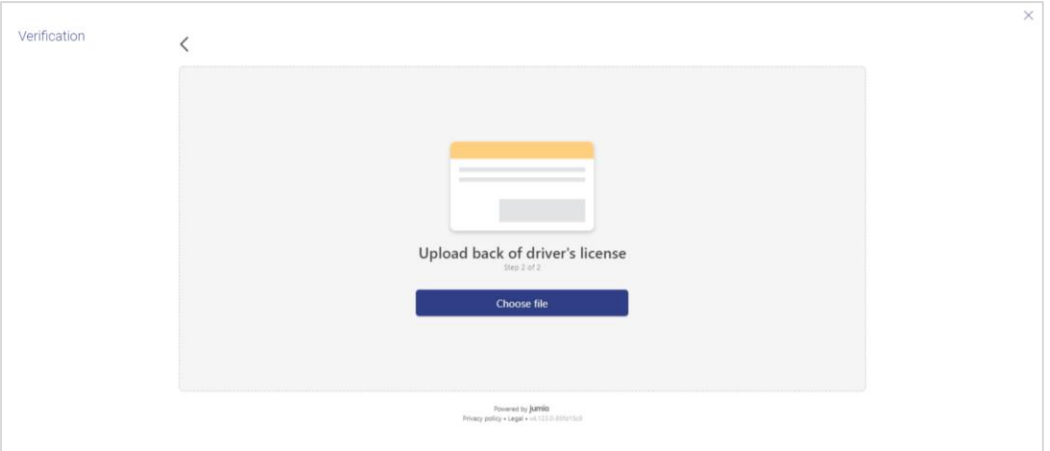 Verification
Upload back of driver's license
Step 2 of 2
Choose file
Powered by jumio
Privacy policy • Legal •